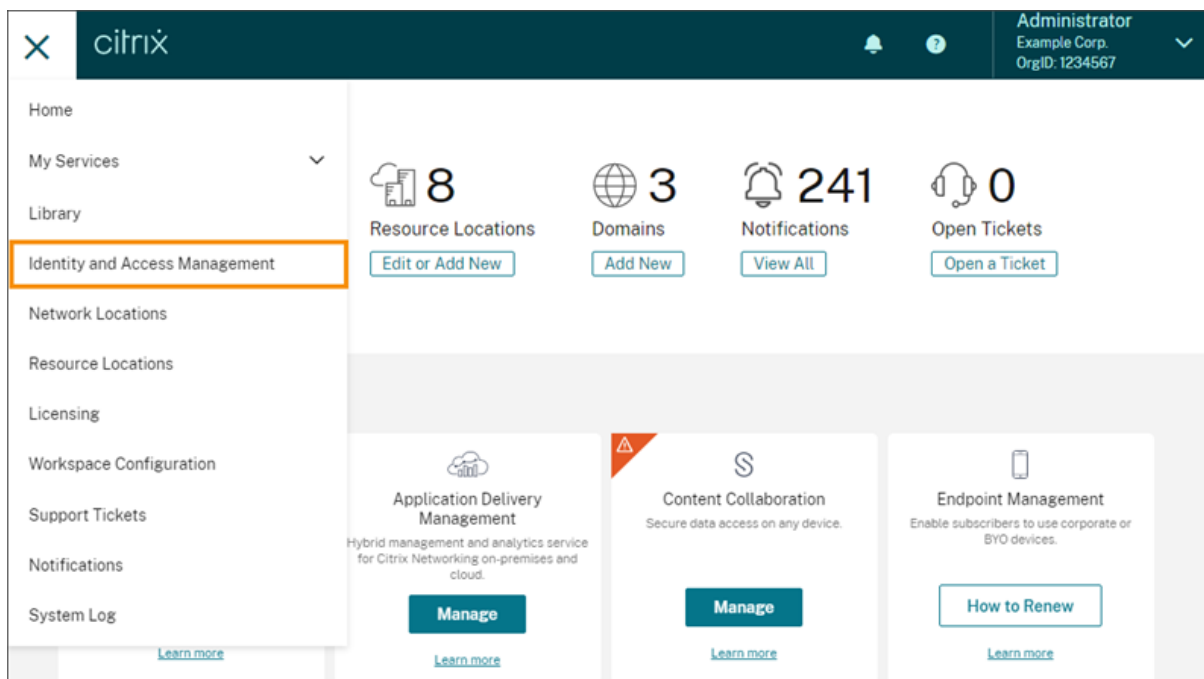 citrix
Administrator
Example Corp.
OrgID: 1234567
Home
My Services
Library
Identity and Access Management
Network Locations
Resource Locations
Licensing
Workspace Configuration
Support Tickets
Notifications
System Log
8
Resource Locations
Edit or Add New
3
Domains
Add New
241
Notifications
View All
0
Open Tickets
Open a Ticket
Learn more
Application Delivery
Management
Hybrid management and analytics service
for Citrix Networking on-premises and
cloud.
Manage
Learn more
Content Collaboration
Secure data access on any device.
Manage
Learn more
Endpoint Management
Enable subscribers to use corporate or
BYO devices.
How to Renew
Learn more